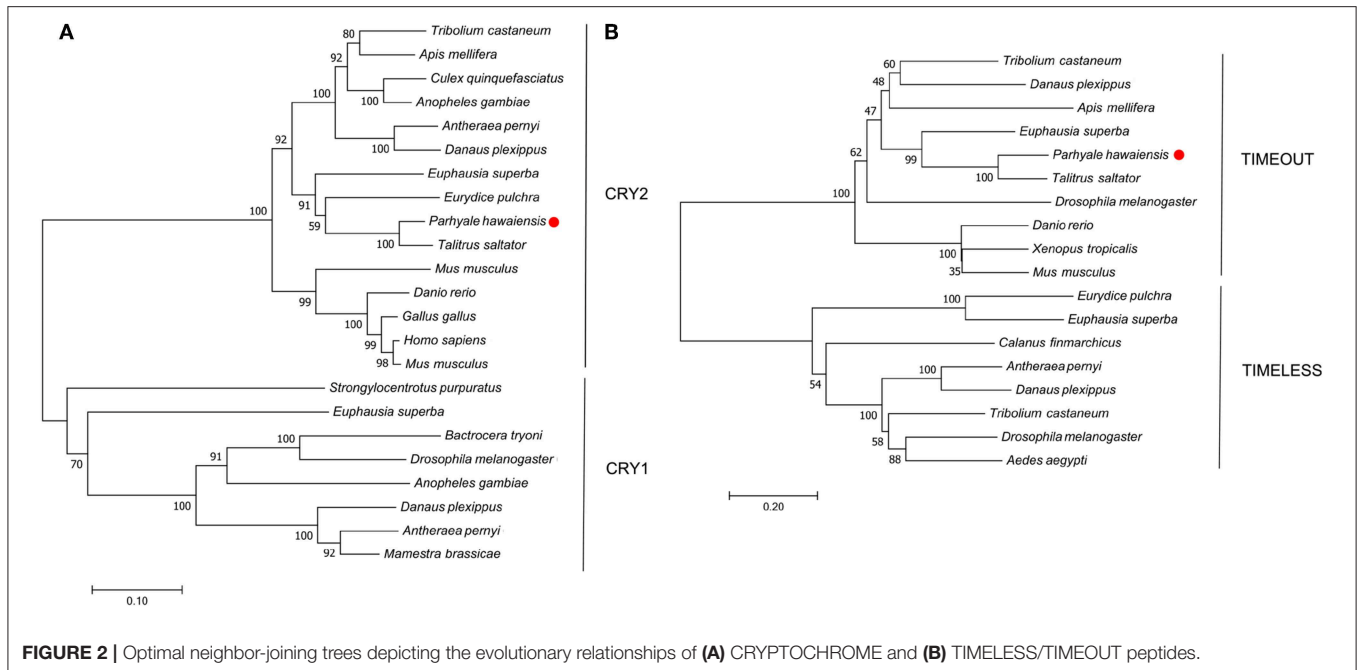 A
80
Tribolium castaneum
92
Apis mellifera
Culex quinquefasciatus
100
100
Anopheles gambiae
Antheraea pernyi
92
100
Danaus plexippus
Euphausia superba
91
Eurydice pulchra
59
Parhyale hawaiensis
100
100
Talitrus saltator
Mus musculus
99
Danio rerio
100
Gallus gallus
99
Homo sapiens
98
Mus musculus
CRY2
Strongylocentrotus purpuratus
Euphausia superba
70
100
Bactrocera tryoni
91
Drosophila melanogaster
Anopheles gambiae
100
Danaus plexippus
100
Antheraea pernyi
92
Mamestra brassicae
CRY1
0.10
B
60
Tribolium castaneum
48
Danaus plexippus
47
Apis mellifera
Euphausia superba
99
Parhyale hawaiensis
62
100
Talitrus saltator
100
Drosophila melanogaster
Danio rerio
100
Xenopus tropicalis
35
Mus musculus
TIMEOUT
100
Eurydice pulchra
Euphausia superba
Calanus finmarchicus
54
100
Antheraea pernyi
Danaus plexippus
100
Tribolium castaneum
58
Drosophila melanogaster
88
Aedes aegypti
TIMELESS
0.20
FIGURE 2 | Optimal neighbor-joining trees depicting the evolutionary relationships of (A) CRYPTOCHROME and (B) TIMELESS/TIMEOUT peptides.